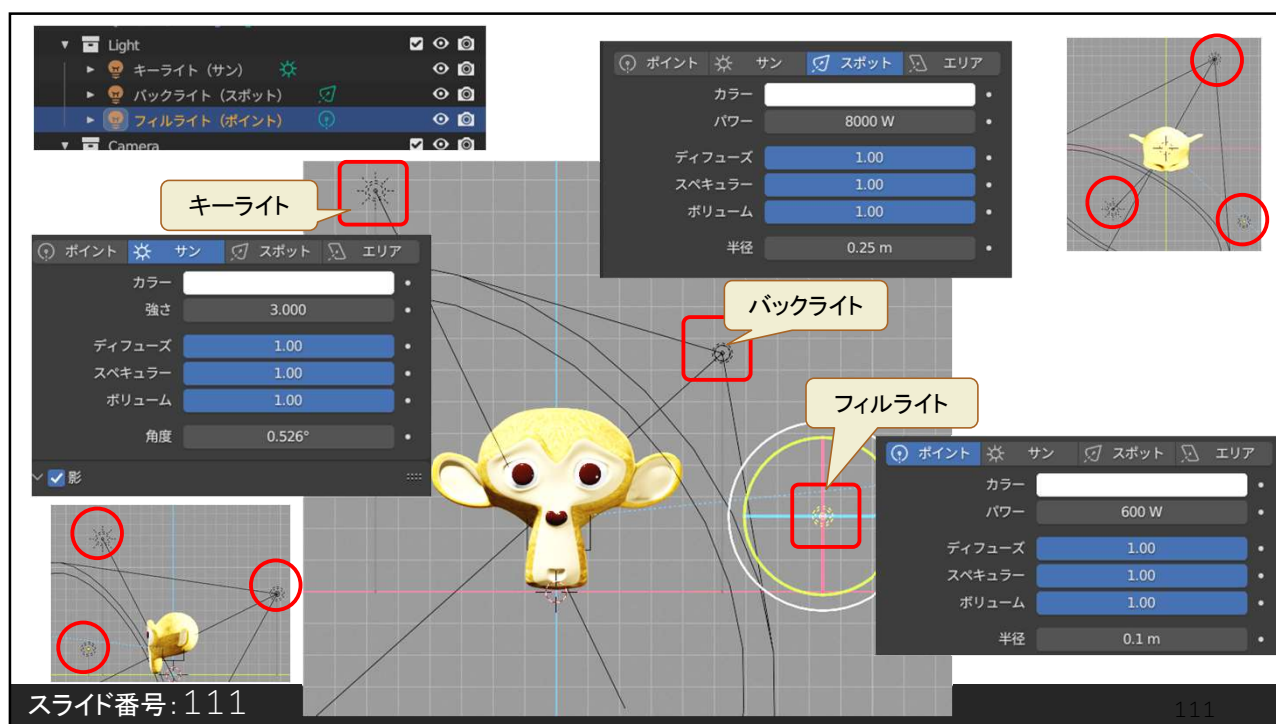 Light
キーライト（サン）
バックライト（スポット）
フィルライト（ポイント）
Camera
キーライト
ポイント サン スポット エリア
カラー
強さ 3.000
ディフューズ 1.00
スペキュラー 1.00
ボリューム 1.00
角度 0.526°
影
ポイント サン スポット エリア
カラー
パワー 8000 W
ディフューズ 1.00
スペキュラー 1.00
ボリューム 1.00
半径 0.25 m
バックライト
フィルライト
ポイント サン スポット エリア
カラー
パワー 600 W
ディフューズ 1.00
スペキュラー 1.00
ボリューム 1.00
半径 0.1 m
スライド番号：111
111